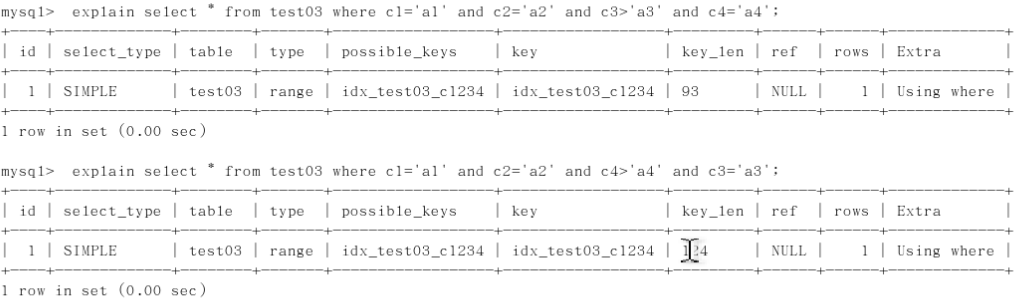 mysql>  explain select * from test03 where c1='a1' and c2='a2' and c3>'a3' and c4='a4';
+----+-------------+--------+-------+-----------------+-----------------+---------+------+------+-------------+
| id | select_type | table  | type  | possible_keys   | key             | key_len | ref  | rows | Extra       |
+----+-------------+--------+-------+-----------------+-----------------+---------+------+------+-------------+
|  1 | SIMPLE      | test03 | range | idx_test03_c1234 | idx_test03_c1234 | 93      | NULL |    1 | Using where |
+----+-------------+--------+-------+-----------------+-----------------+---------+------+------+-------------+
1 row in set (0.00 sec)
mysql>  explain select * from test03 where c1='a1' and c2='a2' and c4>'a4' and c3='a3';
+----+-------------+--------+-------+-----------------+-----------------+---------+------+------+-------------+
| id | select_type | table  | type  | possible_keys   | key             | key_len | ref  | rows | Extra       |
+----+-------------+--------+-------+-----------------+-----------------+---------+------+------+-------------+
|  1 | SIMPLE      | test03 | range | idx_test03_c1234 | idx_test03_c1234 |      | NULL |    1 | Using where |
+----+-------------+--------+-------+-----------------+-----------------+---------+------+------+-------------+
1 row in set (0.00 sec)